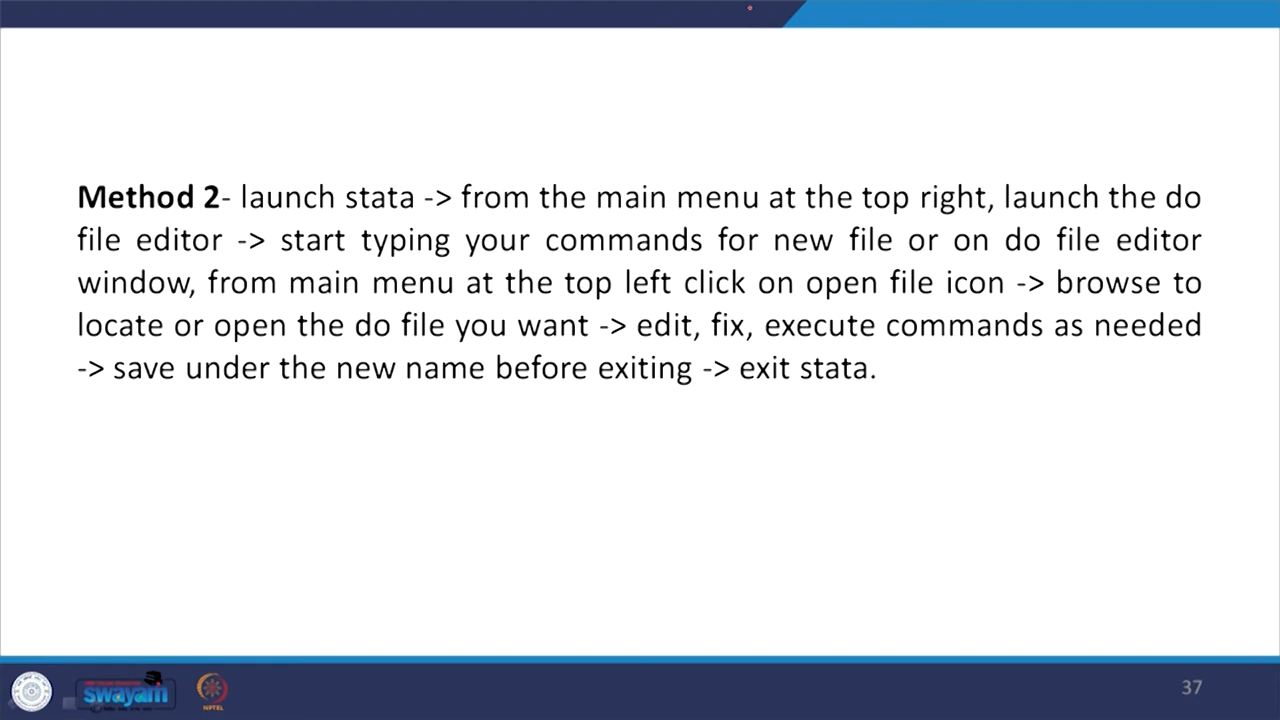 Method 2- launch stata -> from the main menu at the top right, launch the do
file editor -> start typing your commands for new file or on do file editor
window, from main menu at the top left click on open file icon -> browse to
locate or open the do file you want -> edit, fix, execute commands as needed
-> save under the new name before exiting -> exit stata.
swayam
NPTEL
37